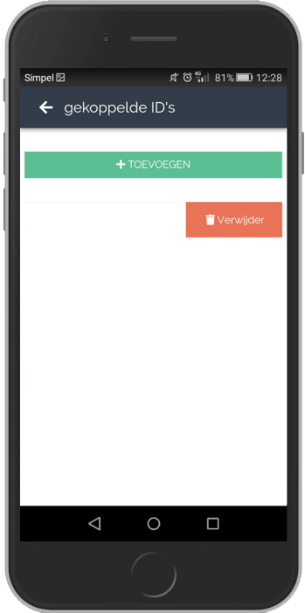 Simpel 81% 12:28
gekoppelde ID's
+ TOEVOEGEN
Verwijder